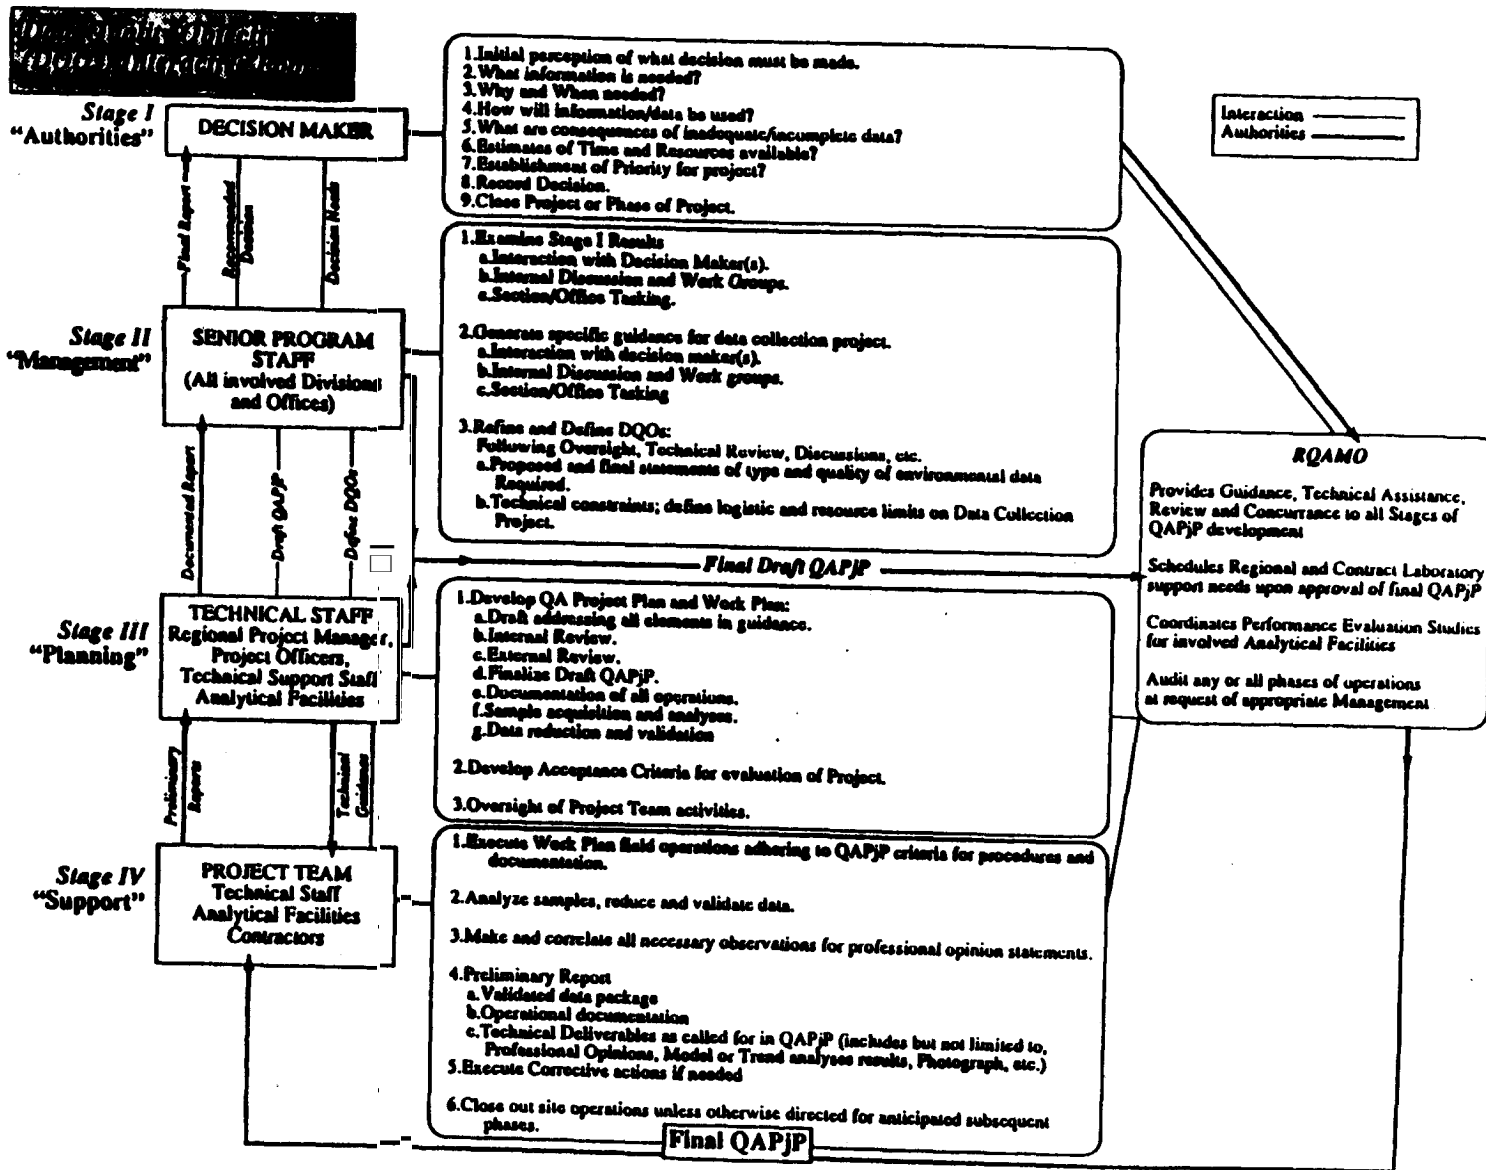 Stage I
"Authorities"
DECISION MAKER
1.Initial perception of what decision must be made.
2.What information is needed?
3.Why and When needed?
4.How will information/data be used?
5.What are consequences of inadequate/incomplete data?
6.Estimates of Time and Resources available?
7.Establishment of Priority for project?
8.Record Decision.
9.Close Project or Phase of Project.
Interaction
Authorities
Final Report
Recommended
Decision
Decision Needs
Stage II
"Management"
SENIOR PROGRAM
STAFF
(All involved Divisions
and Offices)
1.Examine Stage I Results
a.Interaction with Decision Maker(s).
b.Internal Discussion and Work Groups.
c.Section/Office Tasking.
2.Generate specific guidance for data collection project.
a.Interaction with decision maker(s).
b.Internal Discussion and Work groups.
c.Section/Office Tasking
3.Refine and Define DQOs:
Following Oversight, Technical Review, Discussions, etc.
a.Proposed and final statements of type and quality of environmental data
Required.
b.Technical constraints; define logistic and resource limits on Data Collection
Project.
Documented Report
Draft QAPjP
Define DQOs
Final Draft QAPjP
RQAMO
Provides Guidance, Technical Assistance,
Review and Concurrance to all Stages of
QAPjP development
Schedules Regional and Contract Laboratory
support needs upon approval of final QAPjP
Coordinates Performance Evaluation Studies
for involved Analytical Facilities
Audit any or all phases of operations
at request of appropriate Management
Stage III
"Planning"
TECHNICAL STAFF
Regional Project Manager,
Project Officers,
Technical Support Staff
Analytical Facilities
1.Develop QA Project Plan and Work Plan:
a.Draft addressing all elements in guidance.
b.Internal Review.
c.External Review.
d.Finalize Draft QAPjP.
e.Documentation of all operations.
f.Sample acquisition and analyses.
g.Data reduction and validation
2.Develop Acceptance Criteria for evaluation of Project.
3.Oversight of Project Team activities.
Preliminary
Reports
Technical
Guidance
Stage IV
"Support"
PROJECT TEAM
Technical Staff
Analytical Facilities
Contractors
1.Execute Work Plan field operations adhering to QAPjP criteria for procedures and
documentation.
2.Analyze samples, reduce and validate data.
3.Make and correlate all necessary observations for professional opinion statements.
4.Preliminary Report
a.Validated data package
b.Operational documentation
c.Technical Deliverables as called for in QAPjP (includes but not limited to,
Professional Opinions, Model or Trend analyses results, Photograph, etc.)
5.Execute Corrective actions if needed
6.Close out site operations unless otherwise directed for anticipated subsequent
phases.
Final QAPjP